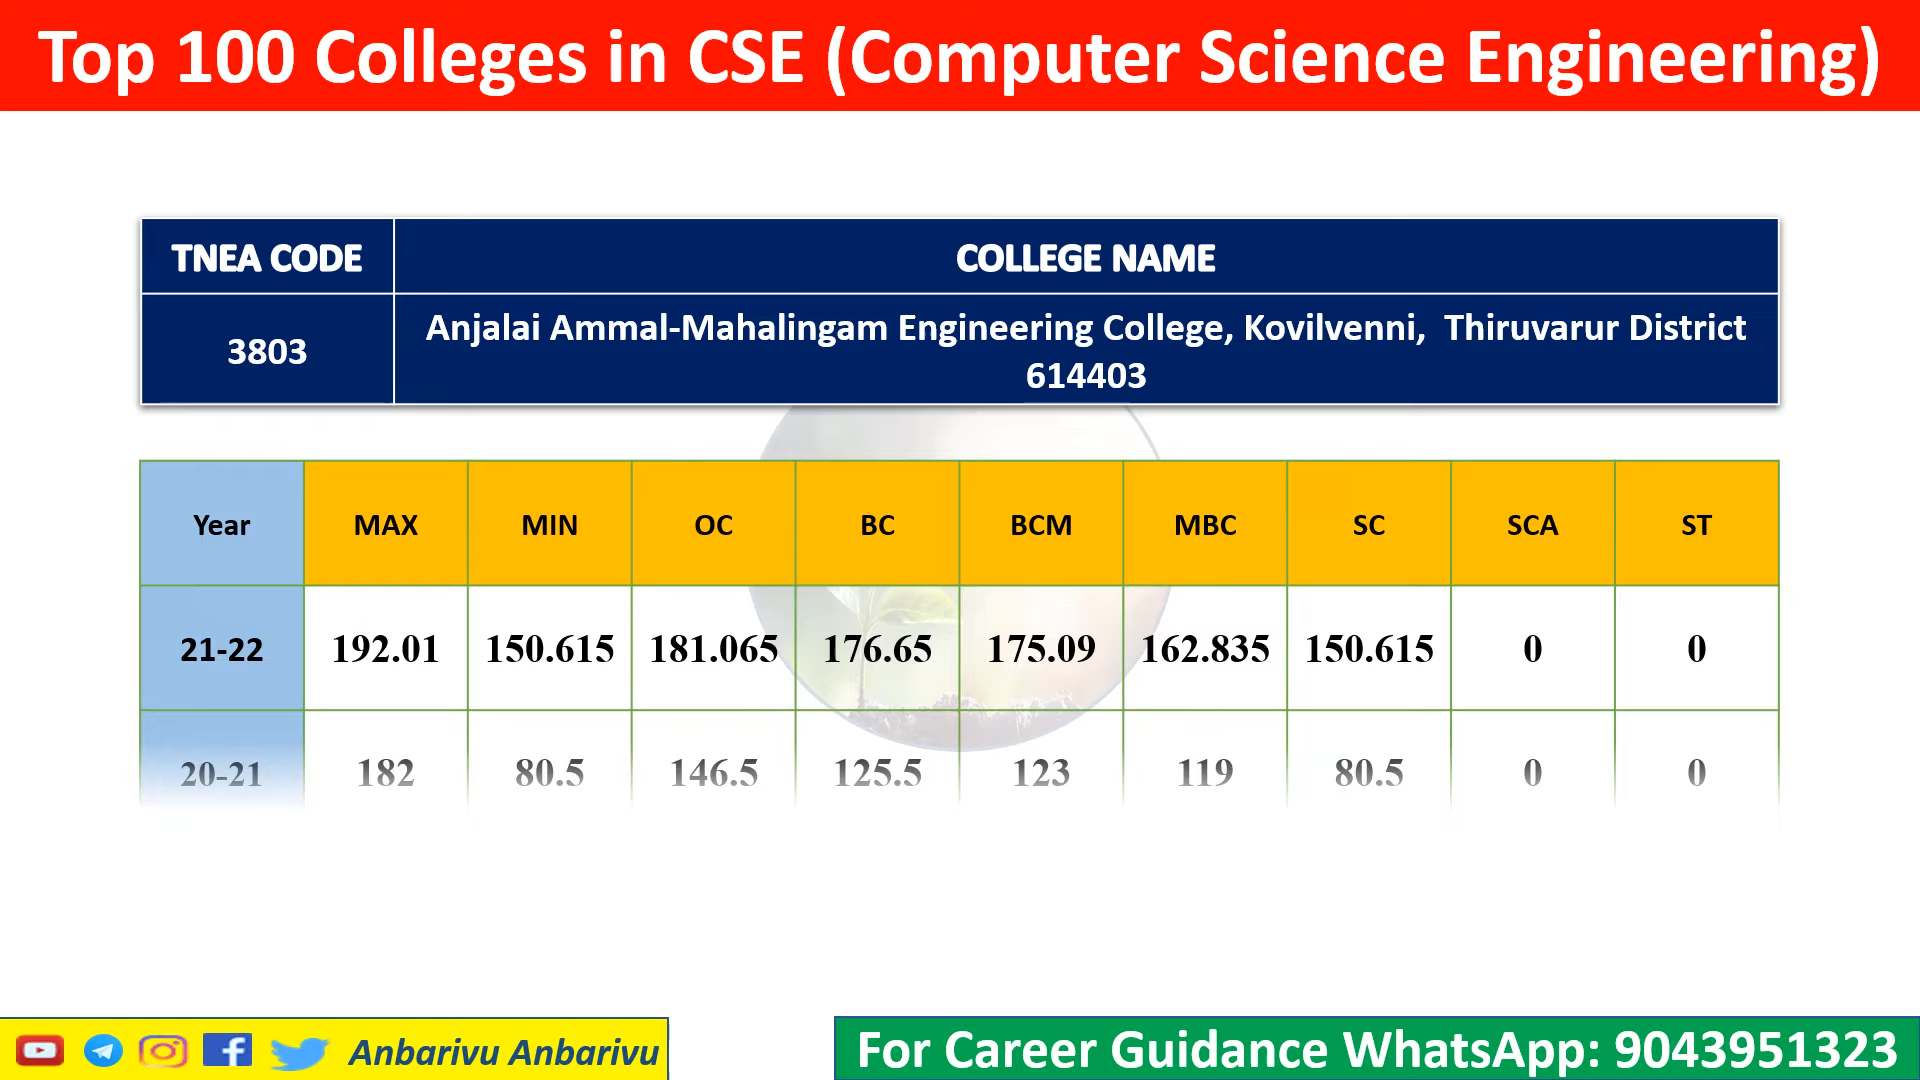 Top 100 Colleges in CSE (Computer Science Engineering)
TNEA CODE COLLEGE NAME
3803 Anjalai Ammal-Mahalingam Engineering College, Kovilvenni, Thiruvarur District
614403
Year MAX MIN OC BC BCM MBC SC SCA ST
21-22 192.01 150.615 181.065 176.65 175.09 162.835 150.615 0 0
20-21 182 80.5 146.5 125.5 123 119 80.5 0 0
Anbarivu Anbarivu
For Career Guidance WhatsApp: 9043951323